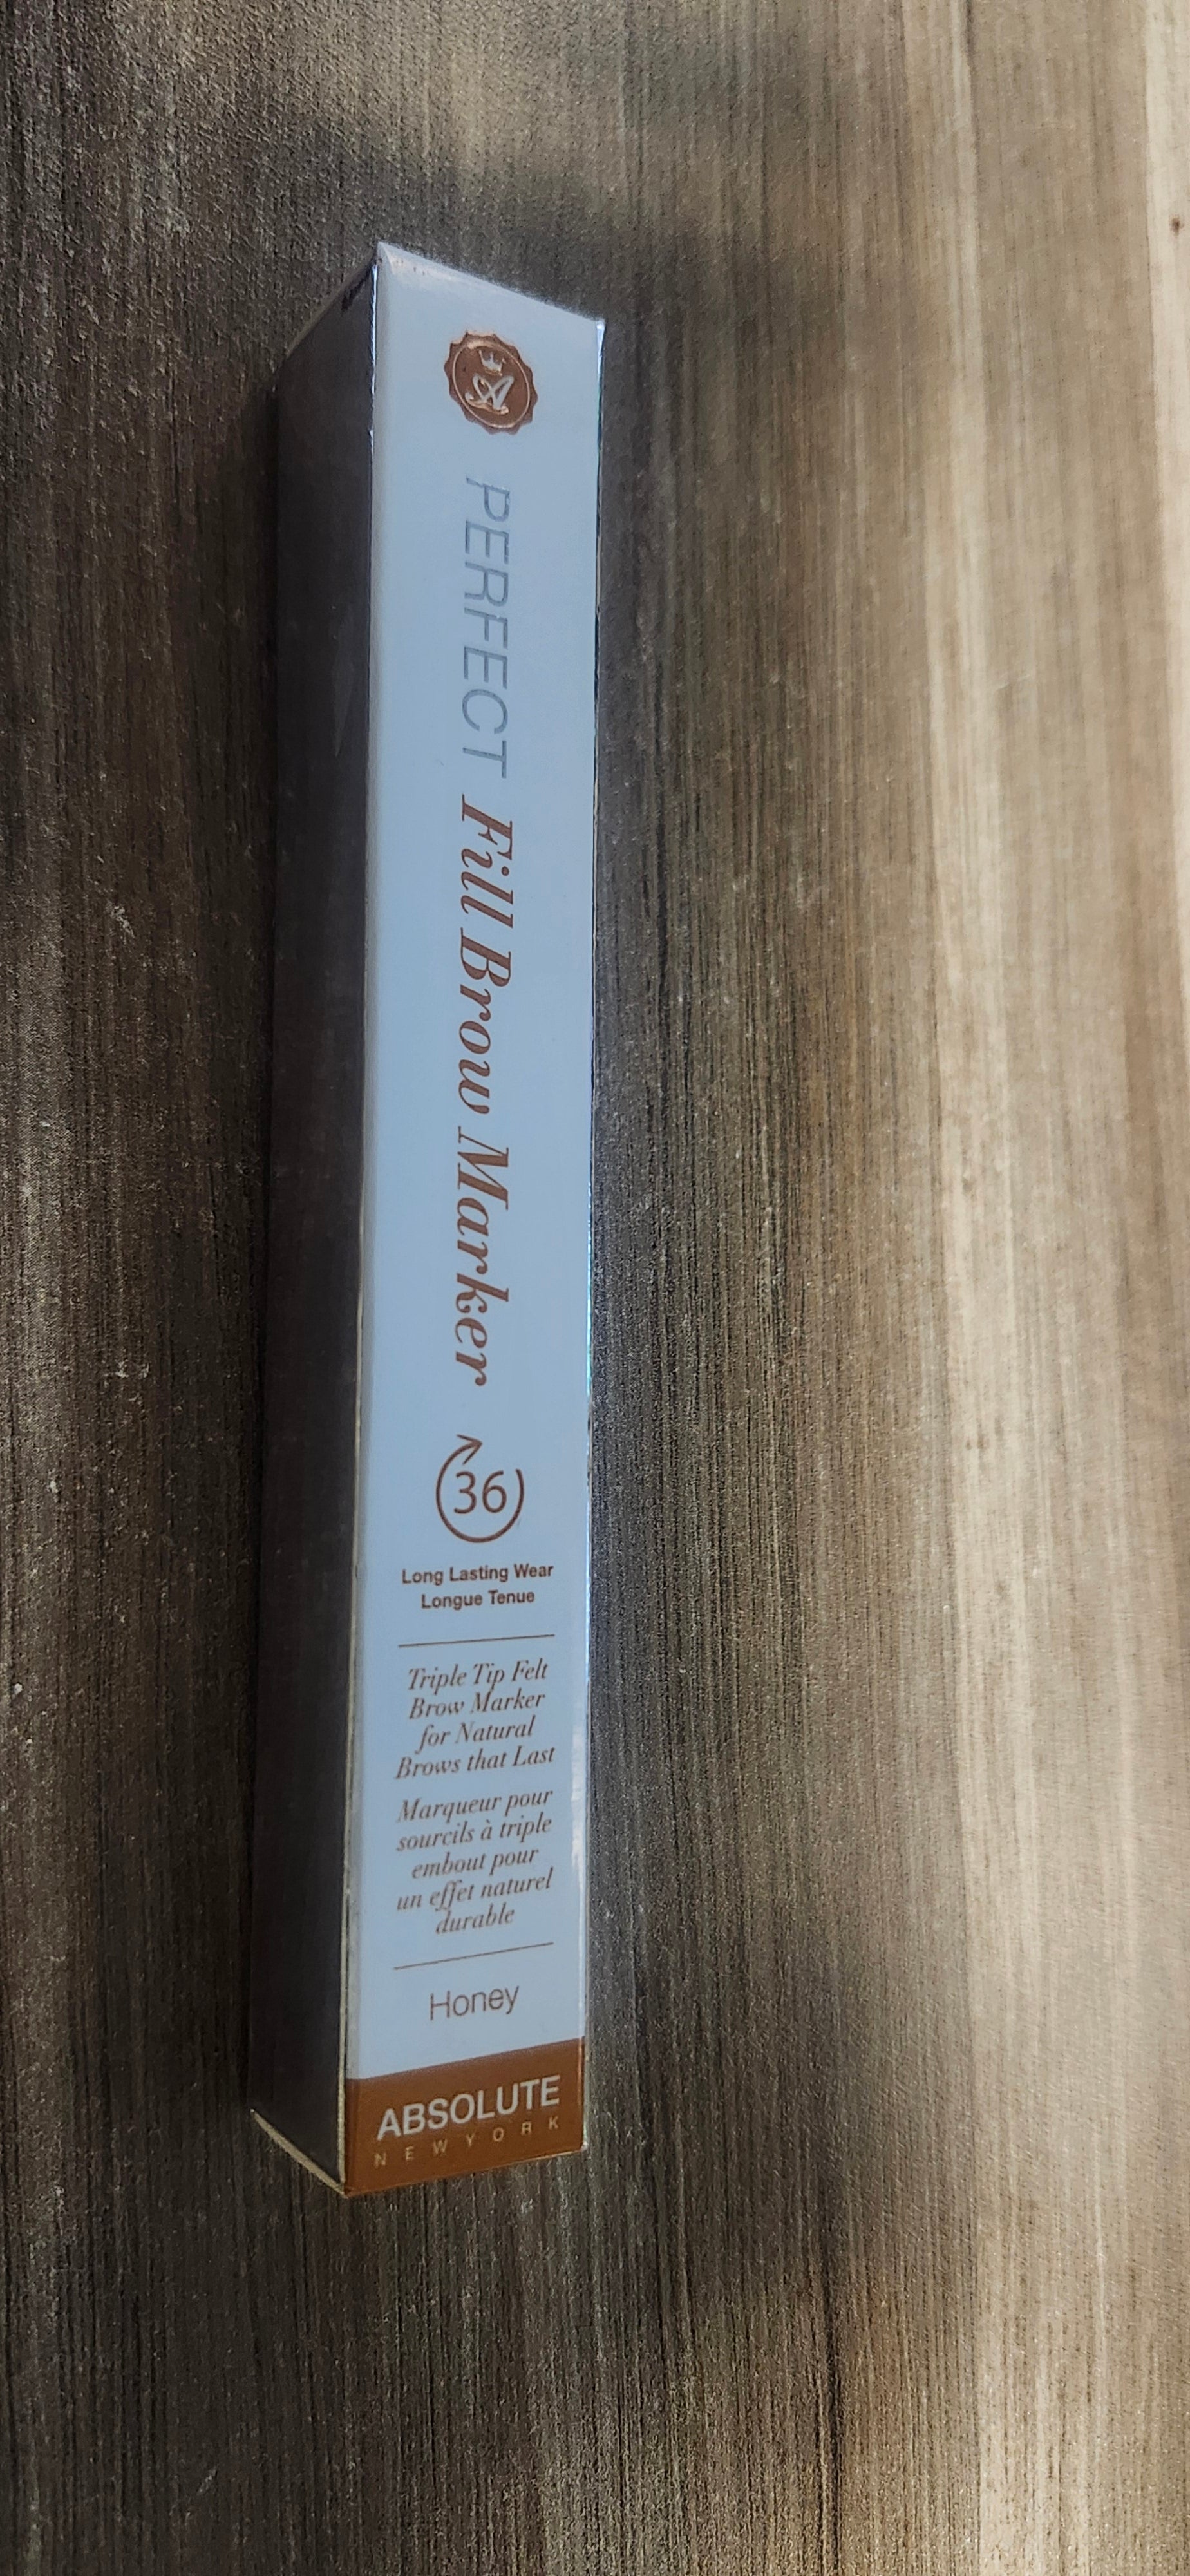 A
PERFECT Fill Brow Marker
36
Long Lasting Wear
Longue Tenue
Triple Tip Felt
Brow Marker
for Natural
Brows that Last
Marqueur pour
sourcils à triple
embout pour
un effet naturel
durable
Honey
ABSOLUTE
NEW YORK